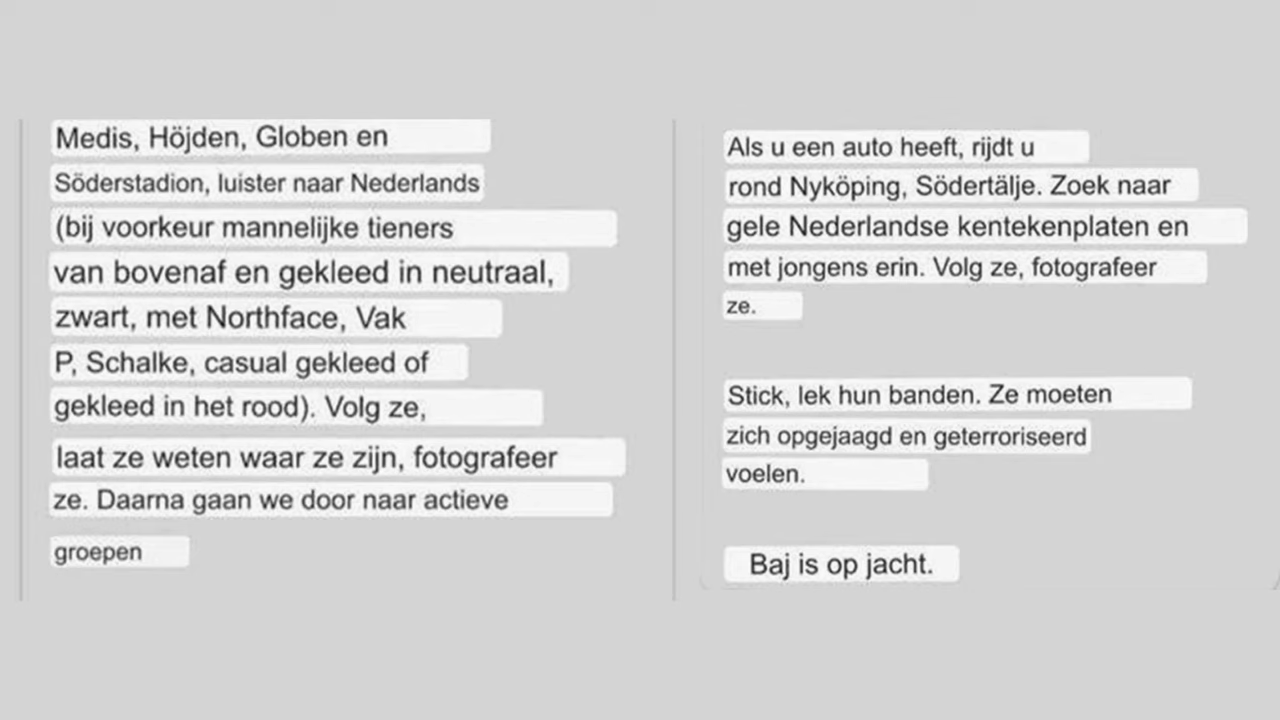 Medis, Höjden, Globen en
Söderstadion, luister naar Nederlands
(bij voorkeur mannelijke tieners
van bovenaf en gekleed in neutraal,
zwart, met Northface, Vak
P, Schalke, casual gekleed of
gekleed in het rood). Volg ze,
laat ze weten waar ze zijn, fotografeer
ze. Daarna gaan we door naar actieve
groepen
Als u een auto heeft, rijdt u
rond Nyköping, Södertälje. Zoek naar
gele Nederlandse kentekenplaten en
met jongens erin. Volg ze, fotografeer
ze.
Stick, lek hun banden. Ze moeten
zich opgejaagd en geterroriseerd
voelen.
Baj is op jacht.